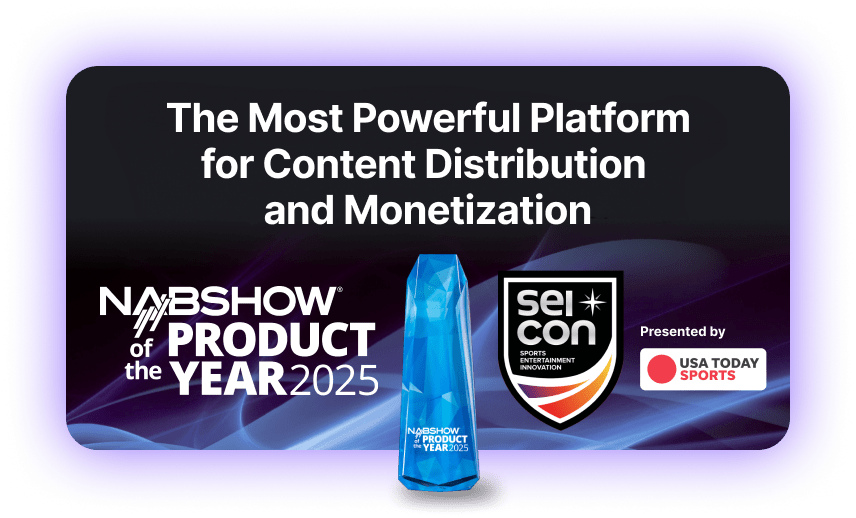 The Most Powerful Platform
for Content Distribution
and Monetization
NABSHOW®
of the PRODUCT
YEAR 2025
NABSHOW
of the PRODUCT
YEAR 2025
sei
con
SPORTS
ENTERTAINMENT
INNOVATION
Presented by
USA TODAY
SPORTS